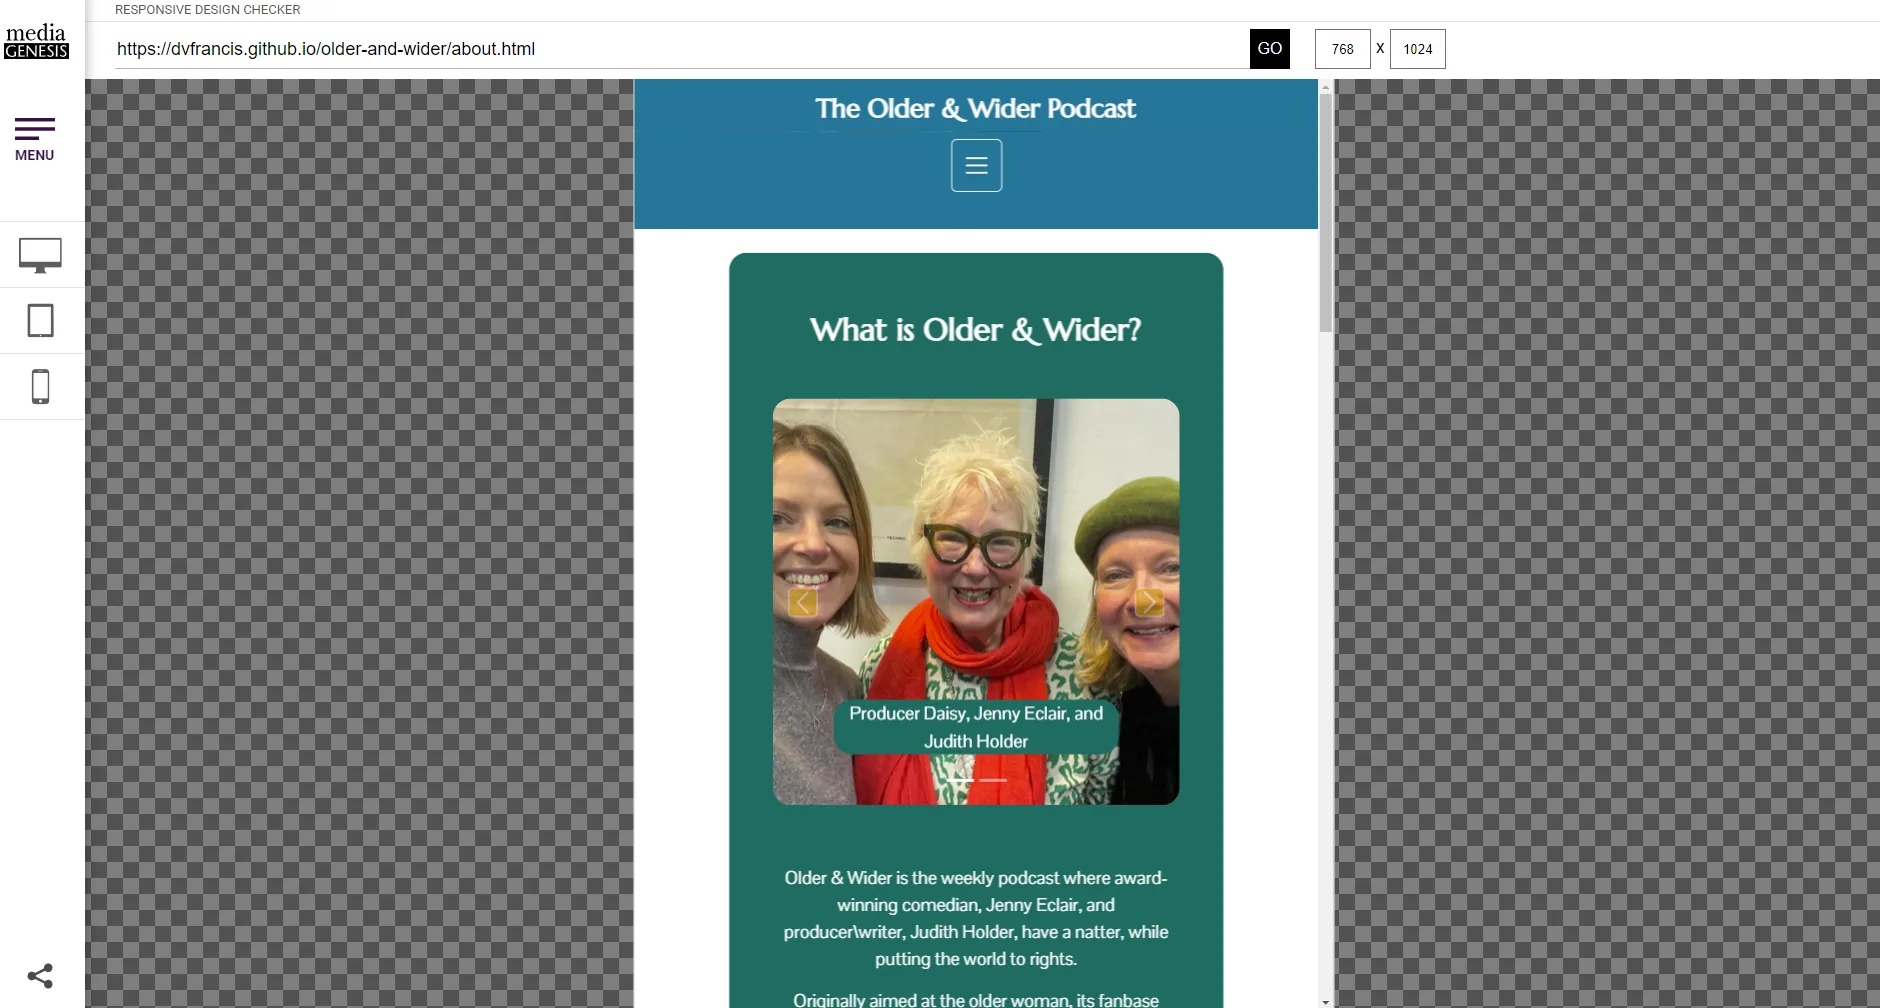 RESPONSIVE DESIGN CHECKER
media
GENESIS
https://dvfrancis.github.io/older-and-wider/about.html
GO
768
X
1024
MENU
The Older & Wider Podcast
What is Older & Wider?
Producer Daisy, Jenny Eclair, and
Judith Holder
Older & Wider is the weekly podcast where award-
winning comedian, Jenny Eclair, and
producer\writer, Judith Holder, have a natter, while
putting the world to rights.
Originally aimed at the older woman, its fanbase